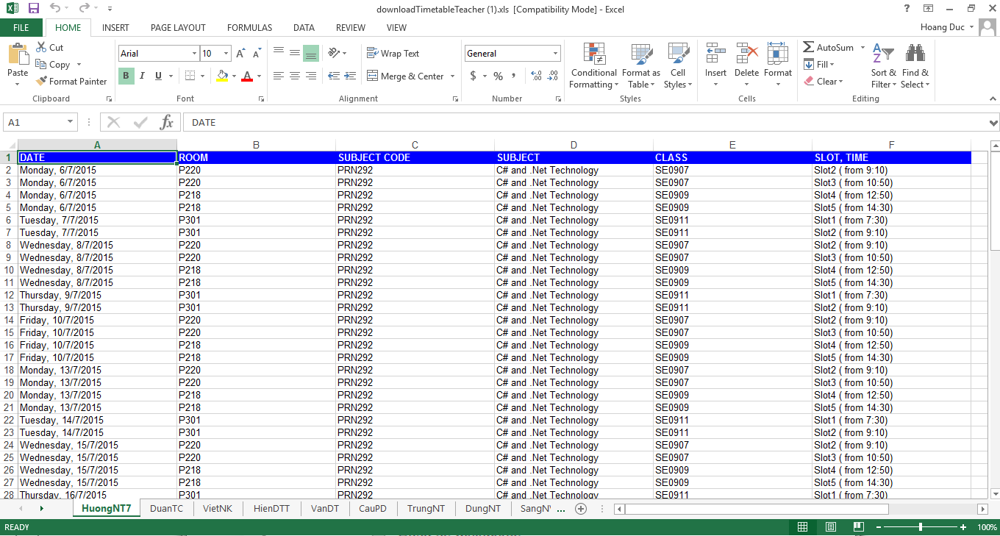 downloadTimetableTeacher (1).xls [Compatibility Mode] - Excel
FILE HOME INSERT PAGE LAYOUT FORMULAS DATA REVIEW VIEW Hoang Duc
Paste Cut Copy Format Painter
Clipboard
Arial 10
B I U
Font
Wrap Text
Merge & Center
Alignment
General
$ % ,
Number
Conditional Formatting Format as Table Cell Styles
Styles
Insert Delete Format
Cells
AutoSum Fill Clear Sort & Filter Find & Select
Editing
A1 fx DATE
A B C D E F
1 DATE ROOM SUBJECT CODE SUBJECT CLASS SLOT, TIME
2 Monday, 6/7/2015 P220 PRN292 C# and .Net Technology SE0907 Slot2 ( from 9:10)
3 Monday, 6/7/2015 P220 PRN292 C# and .Net Technology SE0907 Slot3 ( from 10:50)
4 Monday, 6/7/2015 P218 PRN292 C# and .Net Technology SE0909 Slot4 ( from 12:50)
5 Monday, 6/7/2015 P218 PRN292 C# and .Net Technology SE0909 Slot5 ( from 14:30)
6 Tuesday, 7/7/2015 P301 PRN292 C# and .Net Technology SE0911 Slot1 ( from 7:30)
7 Tuesday, 7/7/2015 P301 PRN292 C# and .Net Technology SE0911 Slot2 ( from 9:10)
8 Wednesday, 8/7/2015 P220 PRN292 C# and .Net Technology SE0907 Slot2 ( from 9:10)
9 Wednesday, 8/7/2015 P220 PRN292 C# and .Net Technology SE0907 Slot3 ( from 10:50)
10 Wednesday, 8/7/2015 P218 PRN292 C# and .Net Technology SE0909 Slot4 ( from 12:50)
11 Wednesday, 8/7/2015 P218 PRN292 C# and .Net Technology SE0909 Slot5 ( from 14:30)
12 Thursday, 9/7/2015 P301 PRN292 C# and .Net Technology SE0911 Slot1 ( from 7:30)
13 Thursday, 9/7/2015 P301 PRN292 C# and .Net Technology SE0911 Slot2 ( from 9:10)
14 Friday, 10/7/2015 P220 PRN292 C# and .Net Technology SE0907 Slot2 ( from 9:10)
15 Friday, 10/7/2015 P220 PRN292 C# and .Net Technology SE0907 Slot3 ( from 10:50)
16 Friday, 10/7/2015 P218 PRN292 C# and .Net Technology SE0909 Slot4 ( from 12:50)
17 Friday, 10/7/2015 P218 PRN292 C# and .Net Technology SE0909 Slot5 ( from 14:30)
18 Monday, 13/7/2015 P220 PRN292 C# and .Net Technology SE0907 Slot2 ( from 9:10)
19 Monday, 13/7/2015 P220 PRN292 C# and .Net Technology SE0907 Slot3 ( from 10:50)
20 Monday, 13/7/2015 P218 PRN292 C# and .Net Technology SE0909 Slot4 ( from 12:50)
21 Monday, 13/7/2015 P218 PRN292 C# and .Net Technology SE0909 Slot5 ( from 14:30)
22 Tuesday, 14/7/2015 P301 PRN292 C# and .Net Technology SE0911 Slot1 ( from 7:30)
23 Tuesday, 14/7/2015 P301 PRN292 C# and .Net Technology SE0911 Slot2 ( from 9:10)
24 Wednesday, 15/7/2015 P220 PRN292 C# and .Net Technology SE0907 Slot2 ( from 9:10)
25 Wednesday, 15/7/2015 P220 PRN292 C# and .Net Technology SE0907 Slot3 ( from 10:50)
26 Wednesday, 15/7/2015 P218 PRN292 C# and .Net Technology SE0909 Slot4 ( from 12:50)
27 Wednesday, 15/7/2015 P218 PRN292 C# and .Net Technology SE0909 Slot5 ( from 14:30)
28 Thursday, 16/7/2015 P301 PRN292 C# and .Net Technology SE0911 Slot1 ( from 7:30)
HuongNT7 DuanTC VietNK HienDTT VanDT CauPD TrungNT DungNT SangN ...
READY 100%